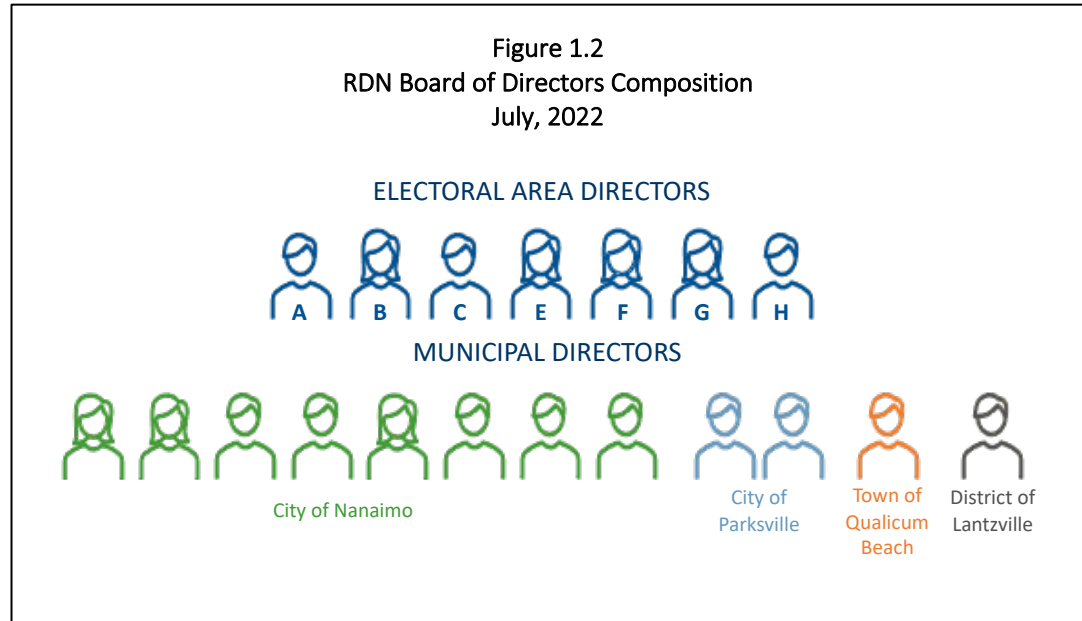 Figure 1.2
RDN Board of Directors Composition
July, 2022
ELECTORAL AREA DIRECTORS
A B C E F G H
MUNICIPAL DIRECTORS
City of Nanaimo
City of
Parksville
Town of
Qualicum
Beach
District of
Lantzville